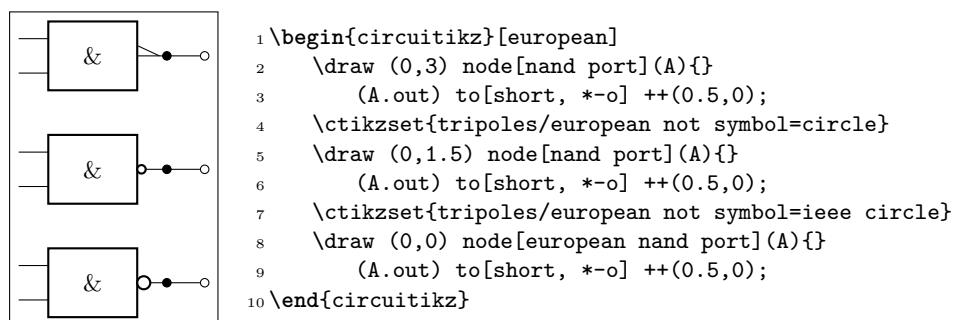 &
&
&
1 \begin{circuitikz}[european]
2 \draw (0,3) node[nand port](A){}
3 (A.out) to[short, *-o] ++(0.5,0);
4 \ctikzset{tripoles/european not symbol=circle}
5 \draw (0,1.5) node[nand port](A){}
6 (A.out) to[short, *-o] ++(0.5,0);
7 \ctikzset{tripoles/european not symbol=ieee circle}
8 \draw (0,0) node[european nand port](A){}
9 (A.out) to[short, *-o] ++(0.5,0);
10 \end{circuitikz}